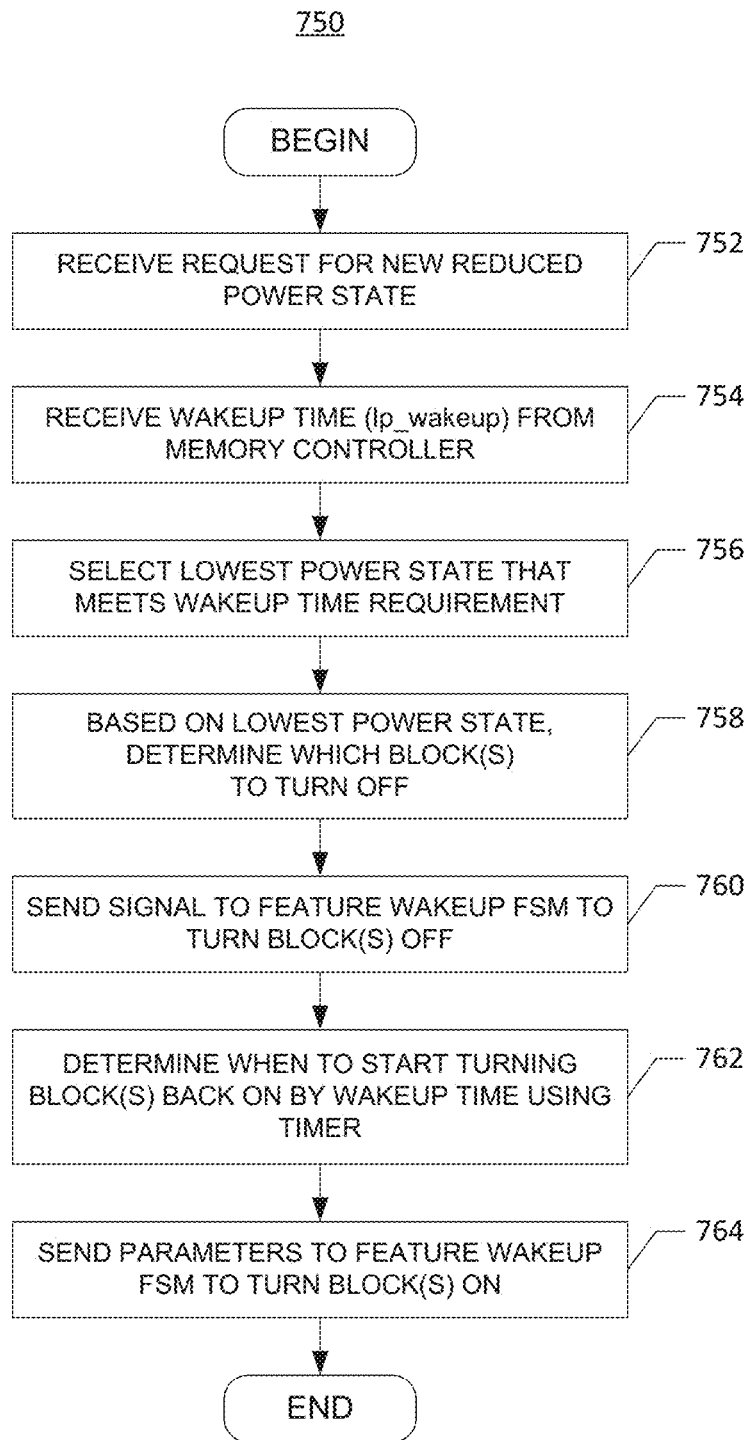 750
BEGIN
RECEIVE REQUEST FOR NEW REDUCED
POWER STATE
752
RECEIVE WAKEUP TIME (lp_wakeup) FROM
MEMORY CONTROLLER
754
SELECT LOWEST POWER STATE THAT
MEETS WAKEUP TIME REQUIREMENT
756
BASED ON LOWEST POWER STATE,
DETERMINE WHICH BLOCK(S)
TO TURN OFF
758
SEND SIGNAL TO FEATURE WAKEUP FSM TO
TURN BLOCK(S) OFF
760
DETERMINE WHEN TO START TURNING
BLOCK(S) BACK ON BY WAKEUP TIME USING
TIMER
762
SEND PARAMETERS TO FEATURE WAKEUP
FSM TO TURN BLOCK(S) ON
764
END